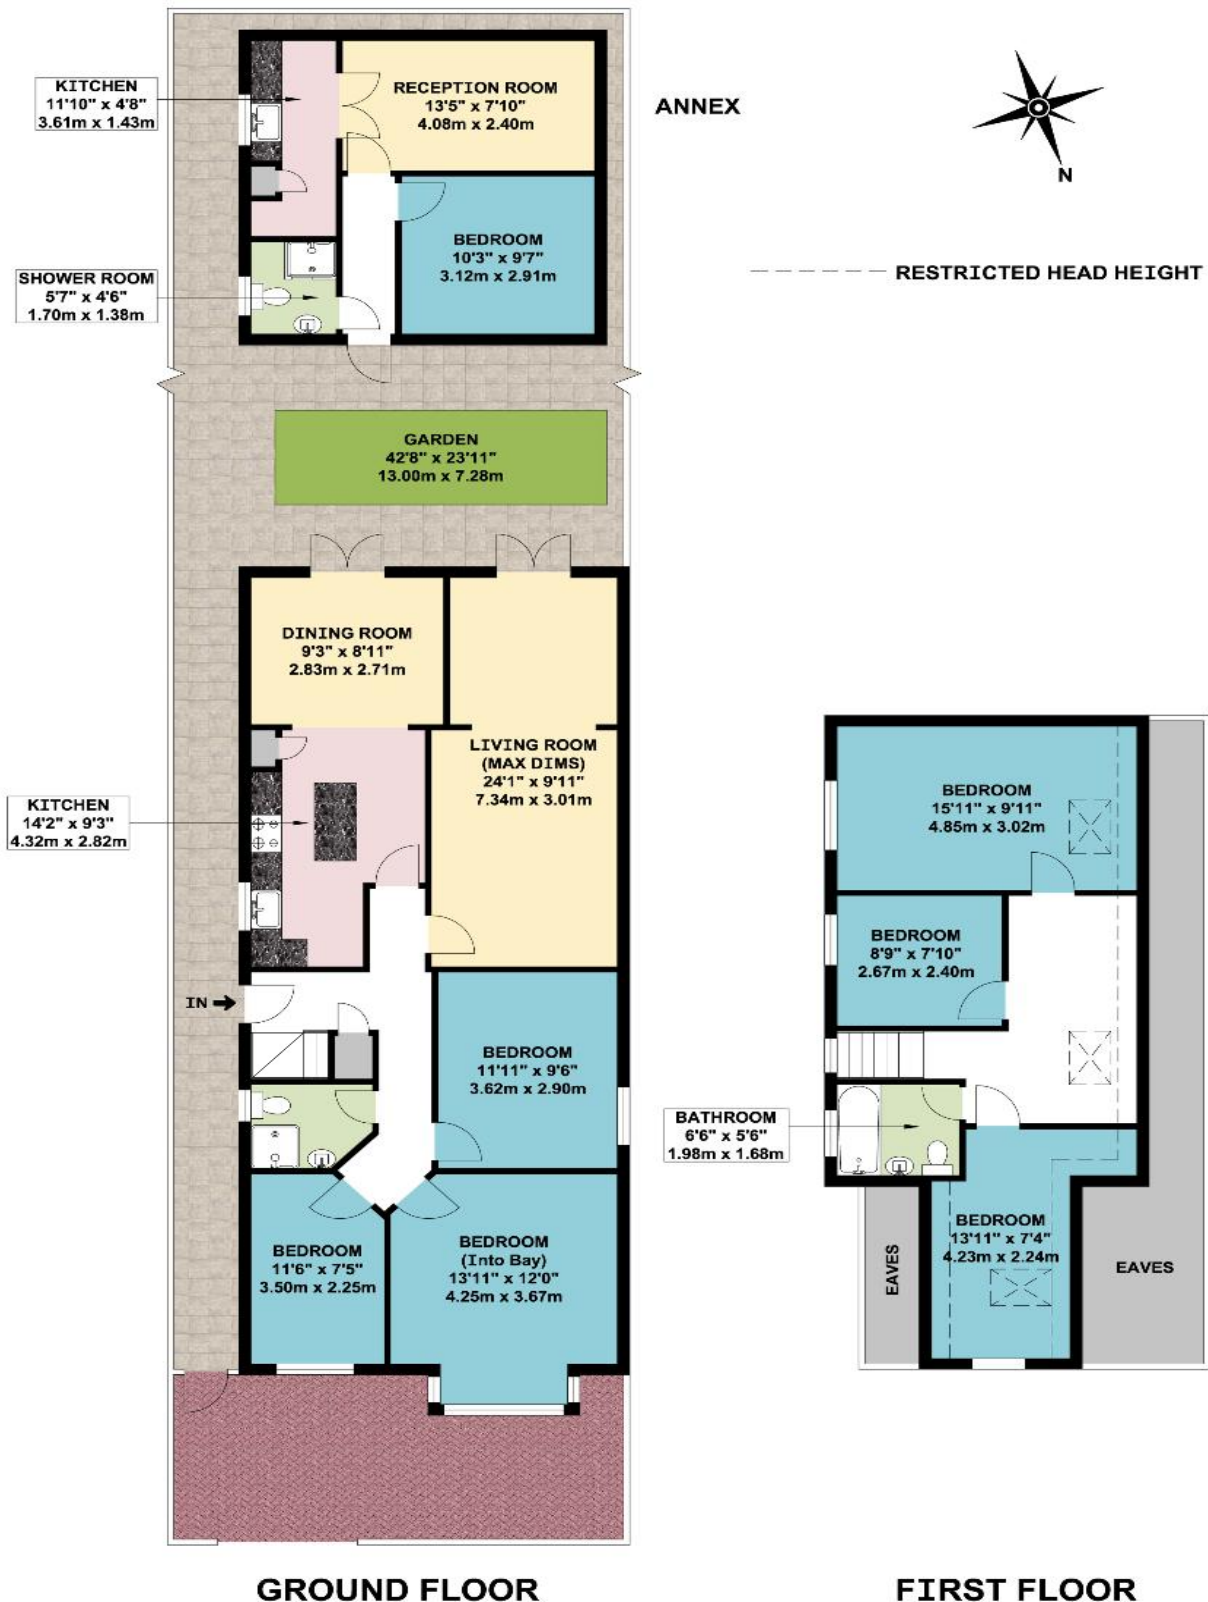 KITCHEN
11'10" x 4'8"
3.61m x 1.43m
RECEPTION ROOM
13'5" x 7'10"
4.08m x 2.40m
ANNEX
N
BEDROOM
10'3" x 9'7"
3.12m x 2.91m
SHOWER ROOM
5'7" x 4'6"
1.70m x 1.38m
RESTRICTED HEAD HEIGHT
GARDEN
42'8" x 23'11"
13.00m x 7.28m
DINING ROOM
9'3" x 8'11"
2.83m x 2.71m
LIVING ROOM
(MAX DIMS)
24'1" x 9'11"
7.34m x 3.01m
KITCHEN
14'2" x 9'3"
4.32m x 2.82m
IN
BEDROOM
11'11" x 9'6"
3.62m x 2.90m
BEDROOM
11'6" x 7'5"
3.50m x 2.25m
BEDROOM
(Into Bay)
13'11" x 12'0"
4.25m x 3.67m
BEDROOM
15'11" x 9'11"
4.85m x 3.02m
BEDROOM
8'9" x 7'10"
2.67m x 2.40m
BATHROOM
6'6" x 5'6"
1.98m x 1.68m
BEDROOM
13'11" x 7'4"
4.23m x 2.24m
EAVES
EAVES
GROUND FLOOR
FIRST FLOOR